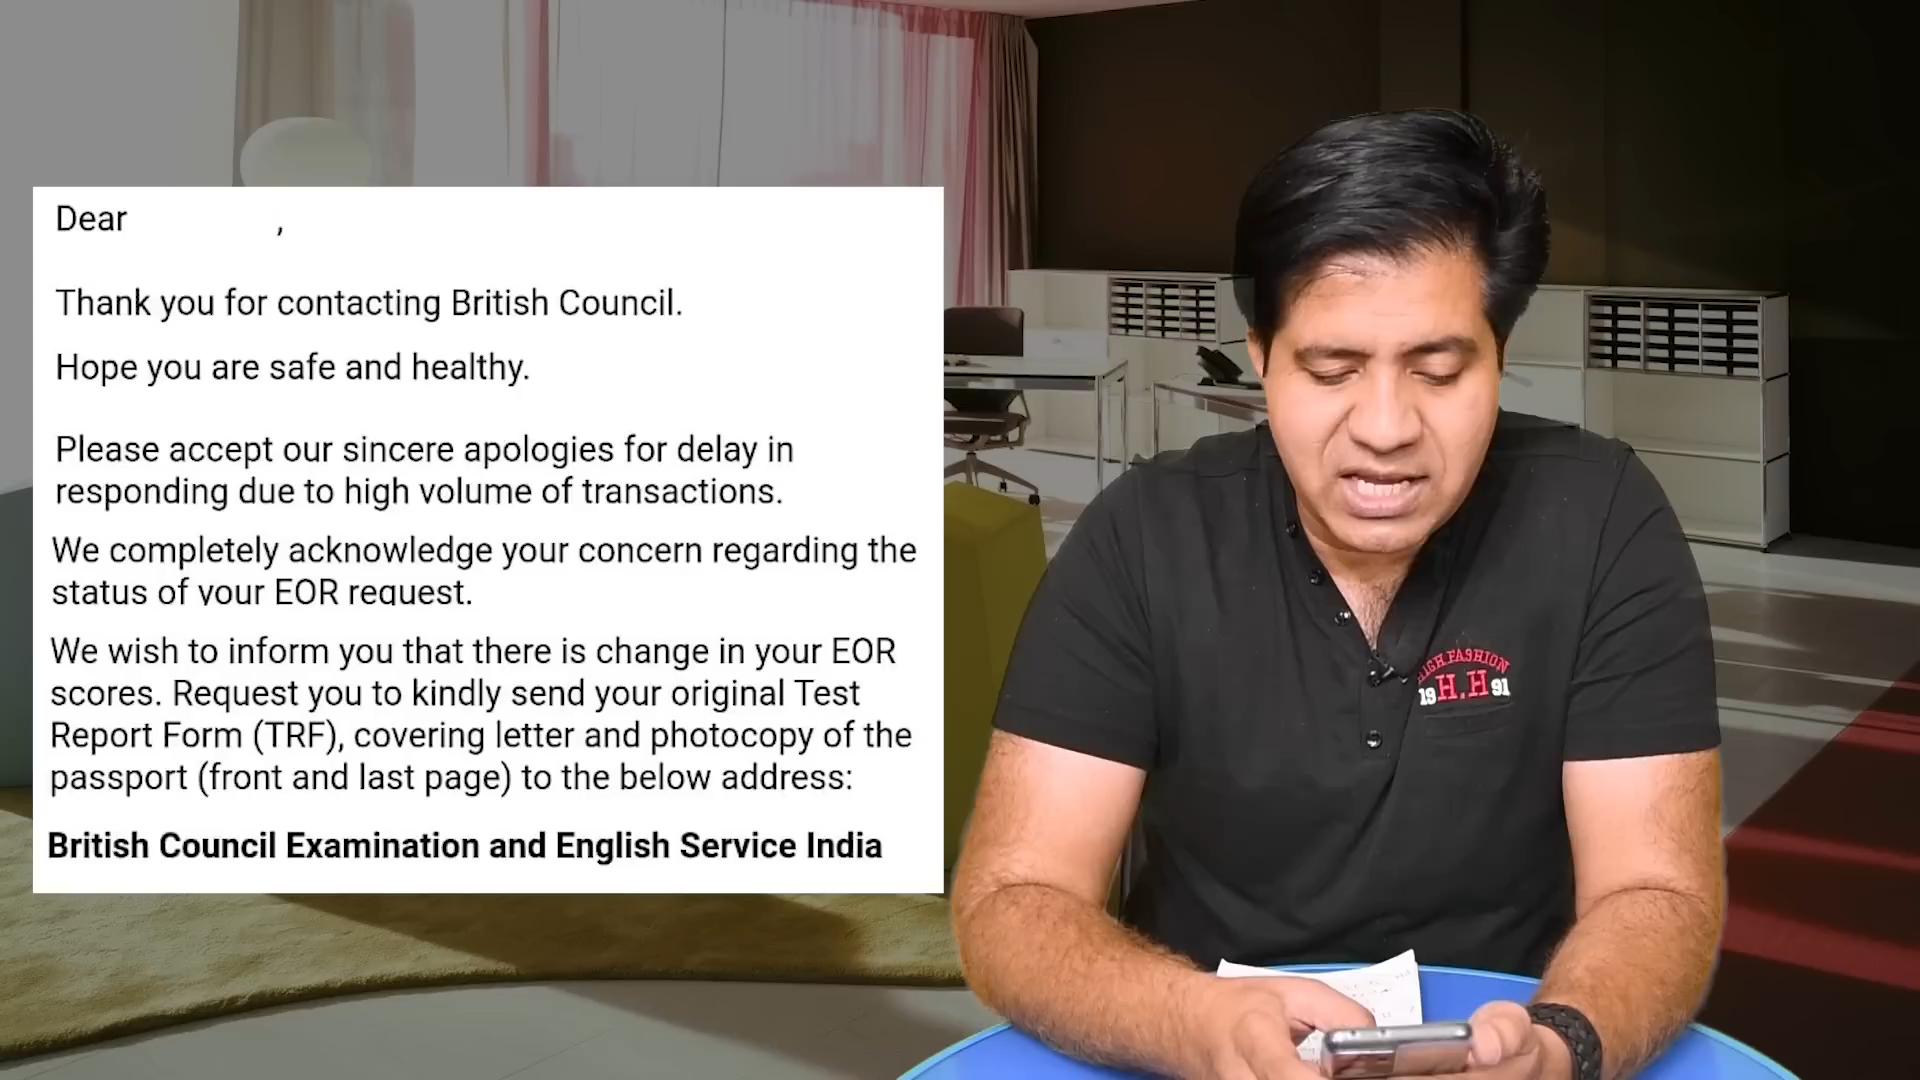 Dear ,
Thank you for contacting British Council.
Hope you are safe and healthy.
Please accept our sincere apologies for delay in
responding due to high volume of transactions.
We completely acknowledge your concern regarding the
status of your EOR request.
We wish to inform you that there is change in your EOR
scores. Request you to kindly send your original Test
Report Form (TRF), covering letter and photocopy of the
passport (front and last page) to the below address:
British Council Examination and English Service India
HIGH FASHION
19 H.H 91